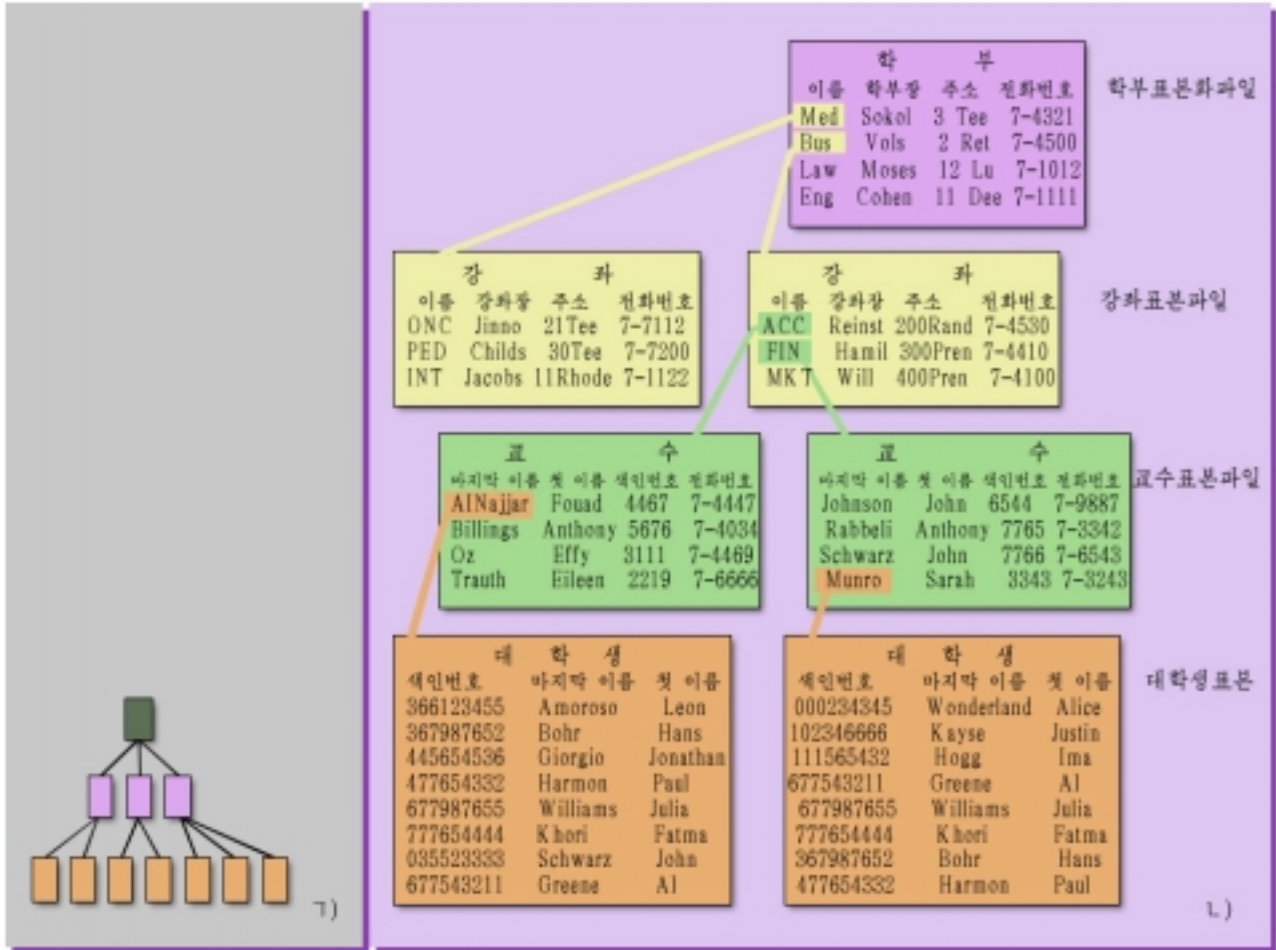 학 부
이름 학부장 주소 전화번호
Med Sokol 3 Tee 7-4321
Bus Vols 2 Ret 7-4500
Law Moses 12 Lu 7-1012
Eng Cohen 11 Dee 7-1111
학부표본화파일
강 좌
이름 강좌장 주소 전화번호
ONC Jinno 21Tee 7-7112
PED Childs 30Tee 7-7200
INT Jacobs 11Rhode 7-1122
강 좌
이름 강좌장 주소 전화번호
ACC Reinst 200Rand 7-4530
FIN Hamil 300Pren 7-4410
MKT Will 400Pren 7-4100
강좌표본파일
교 수
마지막 이름 첫 이름 색인번호 전화번호
AlNajjar Fouad 4467 7-4447
Billings Anthony 5676 7-4034
Oz Effy 3111 7-4469
Trauth Eileen 2219 7-6666
교 수
마지막 이름 첫 이름 색인번호 전화번호
Johnson John 6544 7-9887
Rabbeli Anthony 7765 7-3342
Schwarz John 7766 7-6543
Munro Sarah 3343 7-3243
교수표본파일
대 학 생
색인번호 마지막 이름 첫 이름
366123455 Amoroso Leon
367987652 Bohr Hans
445654536 Giorgio Jonathan
477654332 Harmon Paul
677987655 Williams Julia
777654444 Khori Fatma
035523333 Schwarz John
677543211 Greene Al
대 학 생
색인번호 마지막 이름 첫 이름
000234345 Wonderland Alice
102346666 Kayse Justin
111565432 Hogg Ima
677543211 Greene Al
677987655 Williams Julia
777654444 Khori Fatma
367987652 Bohr Hans
477654332 Harmon Paul
대학생표본
ㄱ)
ㄴ)